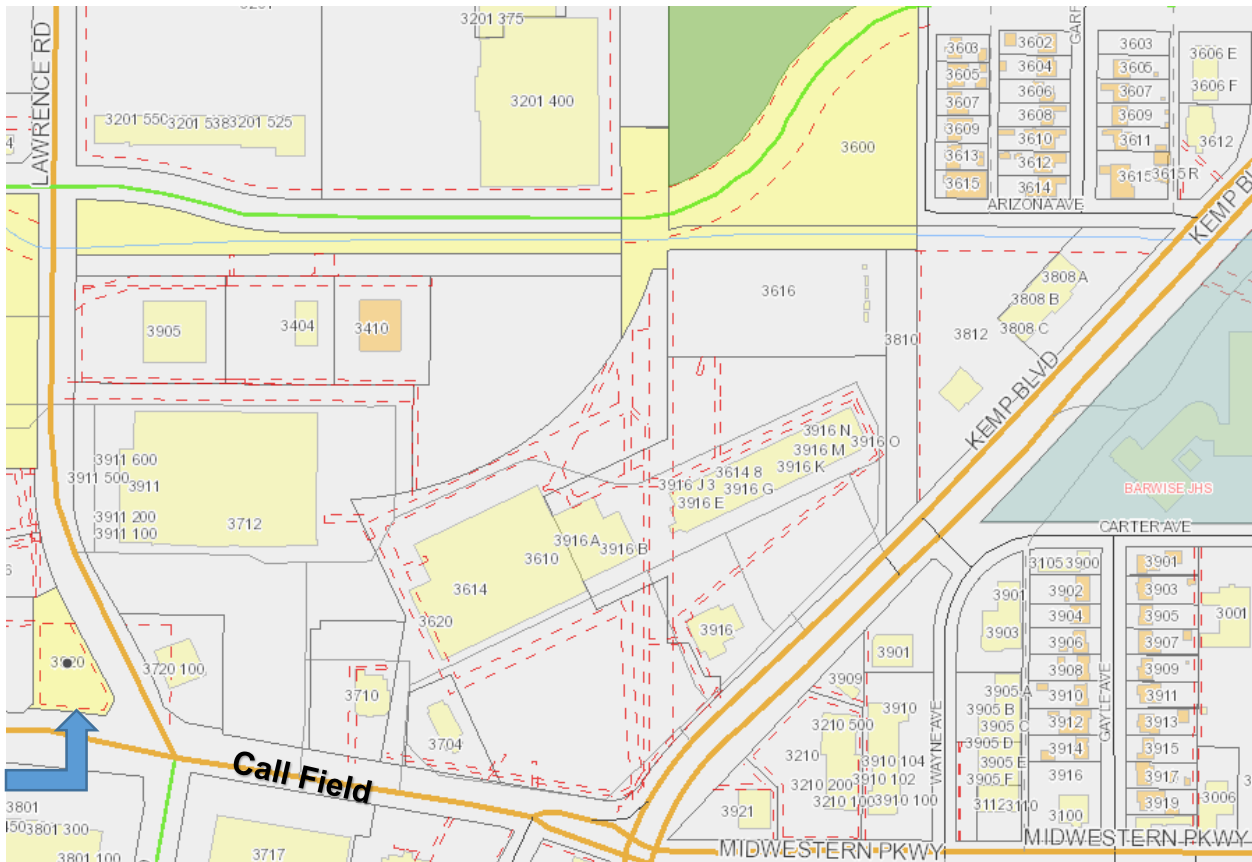 3201 375
LAWRENCE RD
3201 400
3201 550
3201 538
3201 525
3600
3603
3605
3607
3609
3613
3615
3602
3604
3606
3608
3610
3612
3614
3603
3605
3607
3609
3611
3615
3615 R
3606 E
3606 F
3612
ARIZONA AVE
KEMP BL
3905
3404
3410
3616
3810
3812
3808 A
3808 B
3808 C
KEMP BLVD
3911 600
3911 500
3911
3911 200
3911 100
3712
3916 N
3916 O
3916 M
3916 K
3614 8
3916 J 3
3916 G
3916 E
3916 A
3916 B
3610
3614
3620
BARWISE JHS
CARTER AVE
3920
3720 100
3710
3704
3916
Call Field
3901
3909
3910
3210 500
3210
3210 200
3210 100
3910 104
3910 102
3910 100
3921
WAYNE AVE
3901
3903
3905 A
3905 B
3905 C
3905 D
3905 E
3905 F
3112
3110
3105
3900
3902
3904
3906
3908
3910
3912
3914
3916
3100
GAYLE AVE
3901
3903
3905
3907
3909
3911
3913
3915
3917
3919
3001
3006
3801
3801 300
3801 100
3717
MIDWESTERN PKWY
MIDWESTERN PKWY